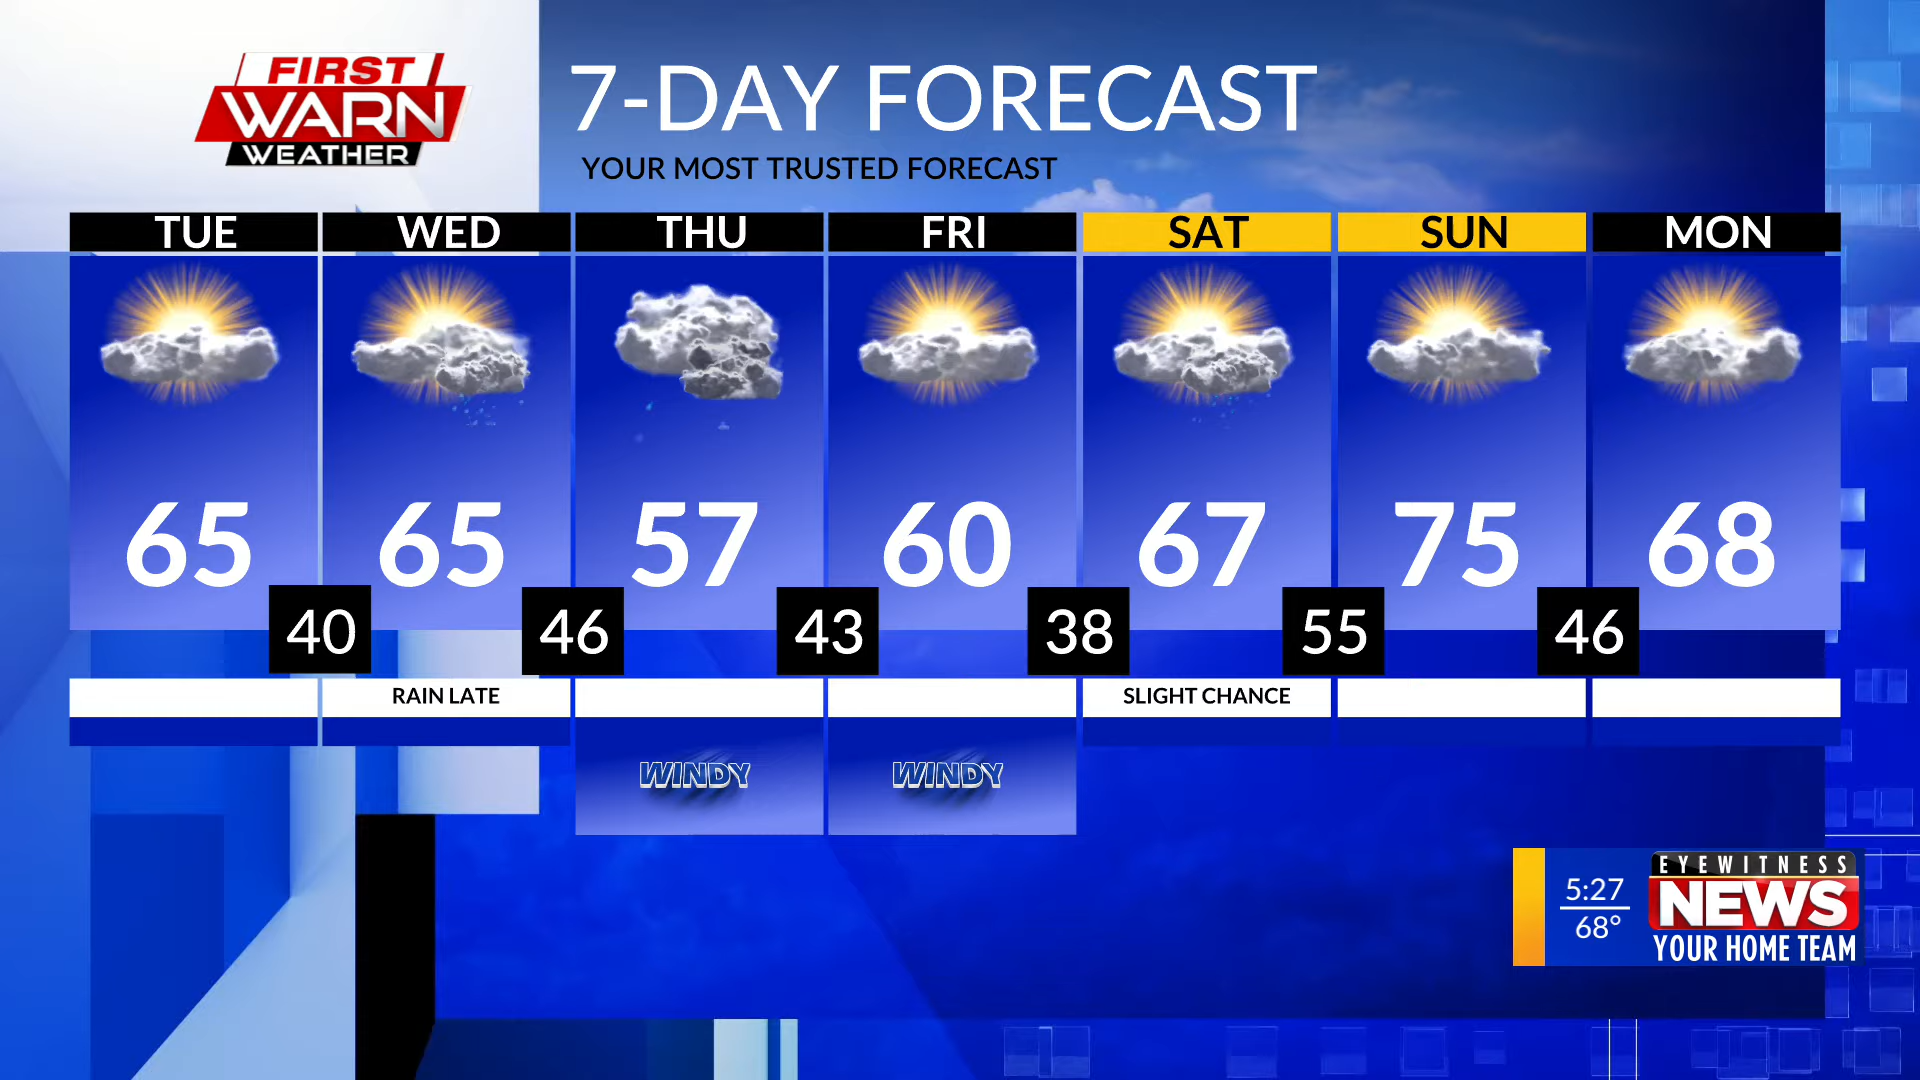 FIRST
WARN
WEATHER
7-DAY FORECAST
YOUR MOST TRUSTED FORECAST
TUE WED THU FRI SAT SUN MON
65 65 57 60 67 75 68
40 46 43 38 55 46
RAIN LATE SLIGHT CHANCE
WINDY WINDY
5:27
68°
EYEWITNESS
NEWS
YOUR HOME TEAM